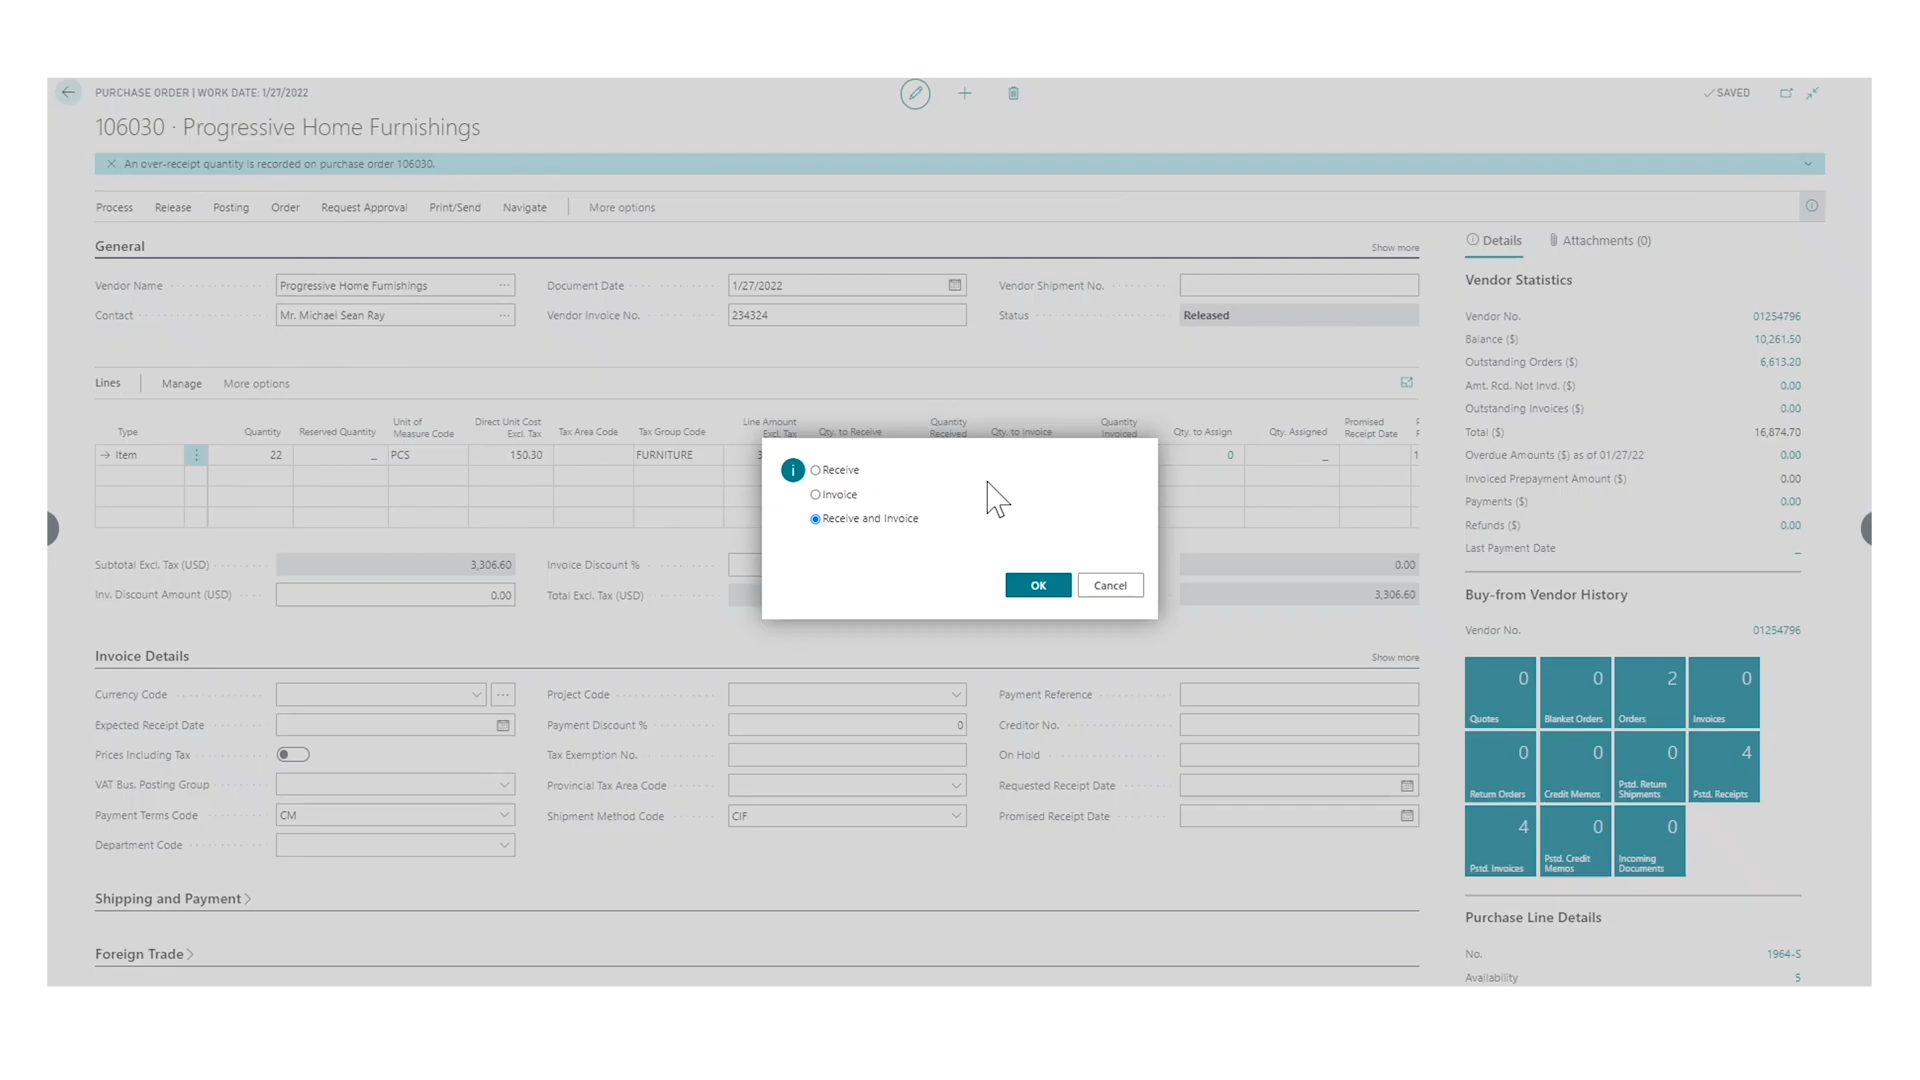 PURCHASE ORDER | WORK DATE: 1/27/2022
SAVED
106030 · Progressive Home Furnishings
An over-receipt quantity is recorded on purchase order 106030.
Process Release Posting Order Request Approval Print/Send Navigate More options
General Show more
Vendor Name Progressive Home Furnishings Document Date 1/27/2022 Vendor Shipment No.
Contact Mr. Michael Sean Ray Vendor Invoice No. 234324 Status Released
Lines Manage More options
Type Quantity Reserved Quantity Unit of Measure Code Direct Unit Cost Excl. Tax Tax Area Code Tax Group Code Line Amount Excl. Tax Qty. to Receive Quantity Received Qty. to Invoice Quantity Invoiced Qty. to Assign Qty. Assigned Promised Receipt Date
Item 22 _ PCS 150.30 FURNITURE 0 _
Receive
Invoice
Receive and Invoice
OK Cancel
Subtotal Excl. Tax (USD) 3,306.60 Invoice Discount % 0.00
Inv. Discount Amount (USD) 0.00 Total Excl. Tax (USD) 3,306.60
Invoice Details Show more
Currency Code Project Code Payment Reference
Expected Receipt Date Payment Discount % 0 Creditor No.
Prices Including Tax Tax Exemption No. On Hold
VAT Bus. Posting Group Provincial Tax Area Code Requested Receipt Date
Payment Terms Code CM Shipment Method Code CIF Promised Receipt Date
Department Code
Shipping and Payment
Foreign Trade
Details Attachments (0)
Vendor Statistics
Vendor No. 01254796
Balance ($) 10,261.50
Outstanding Orders ($) 6,613.20
Amt. Rcd. Not Invd. ($) 0.00
Outstanding Invoices ($) 0.00
Total ($) 16,874.70
Overdue Amounts ($) as of 01/27/22 0.00
Invoiced Prepayment Amount ($) 0.00
Payments ($) 0.00
Refunds ($) 0.00
Last Payment Date _
Buy-from Vendor History
Vendor No. 01254796
0 0 2 0
Quotes Blanket Orders Orders Invoices
0 0 0 4
Return Orders Credit Memos Pstd. Return Shipments Pstd. Receipts
4 0 0
Pstd. Invoices Pstd. Credit Memos Incoming Documents
Purchase Line Details
No. 1964-S
Availability 5